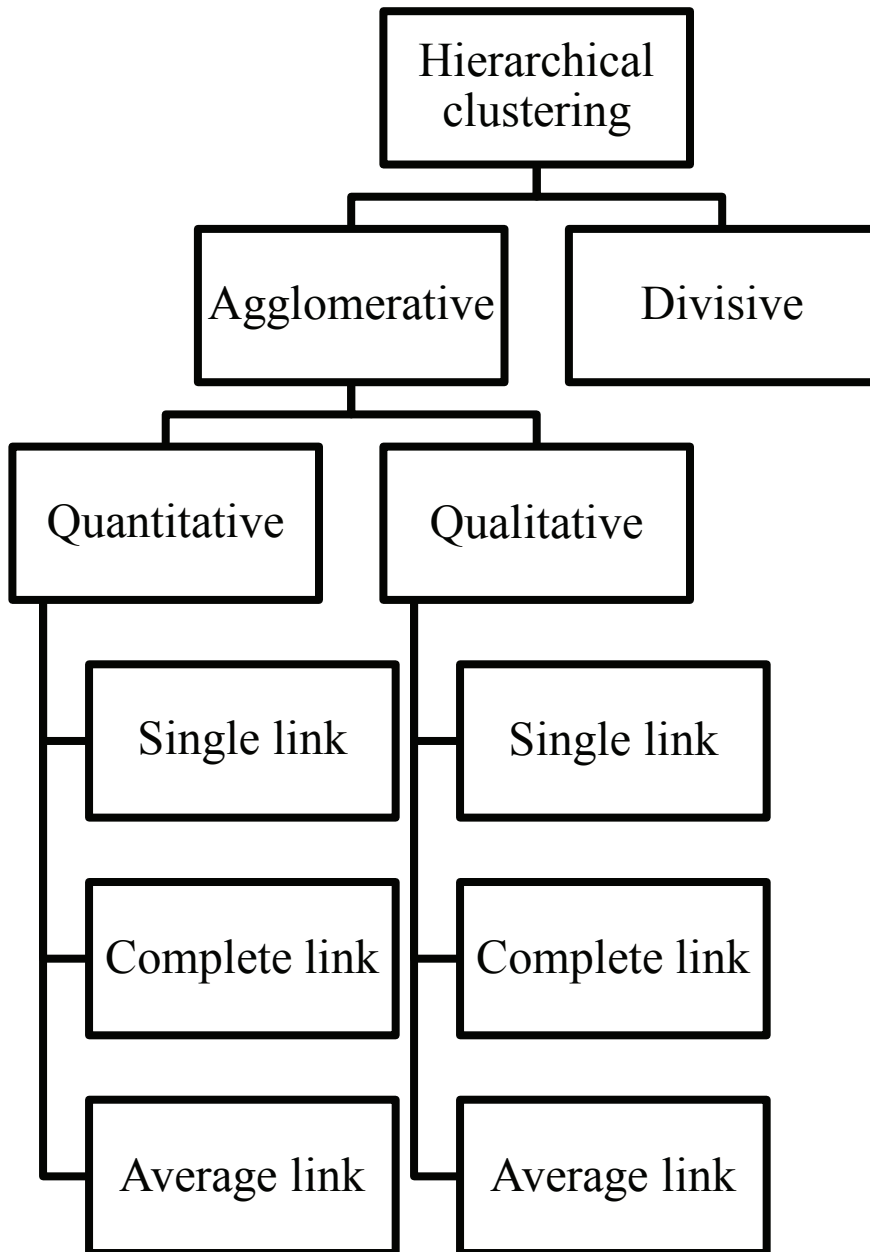 Hierarchical
clustering
Agglomerative
Divisive
Quantitative
Qualitative
Single link
Single link
Complete link
Complete link
Average link
Average link